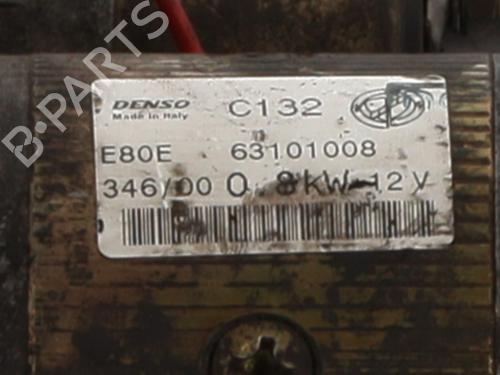 B-PARTS
DENSO C132
Made in Italy
E80E 63101008
346/00 0.8kW-12V